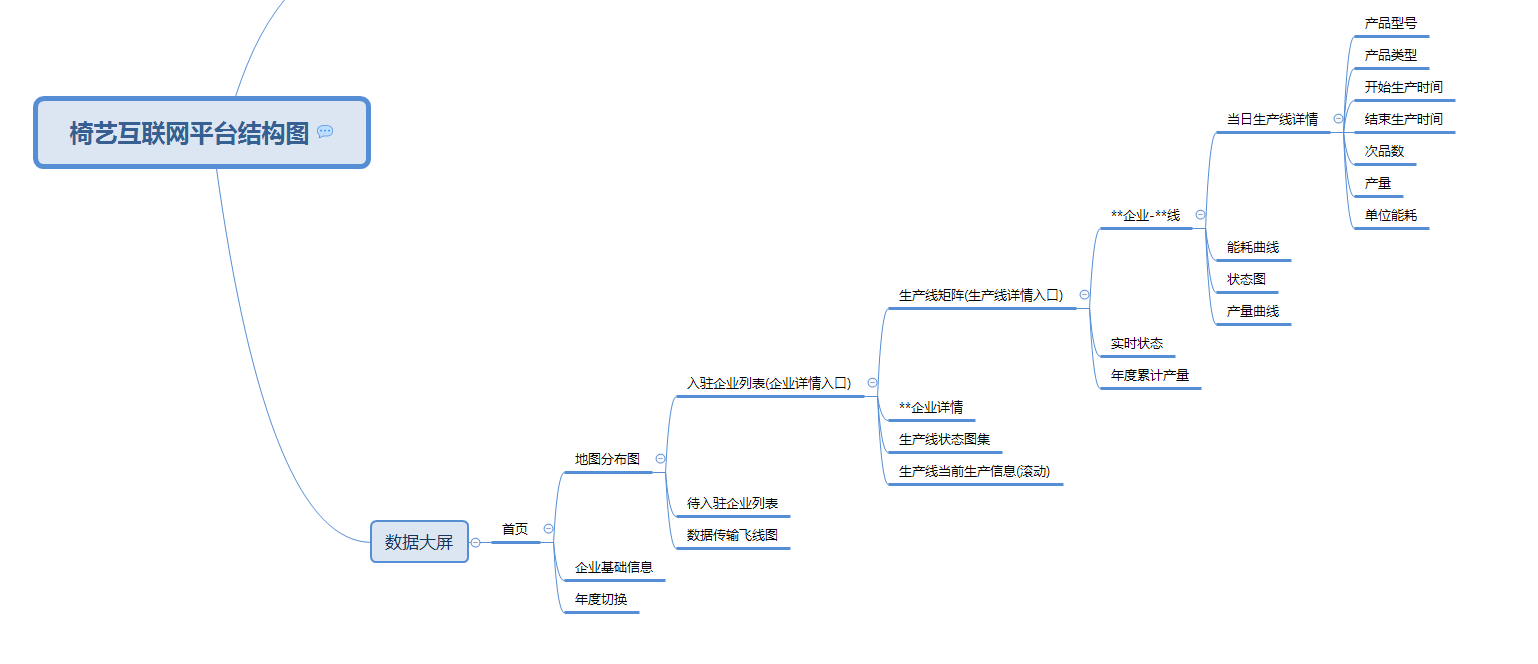 椅艺互联网平台结构图
数据大屏
首页
地图分布图
入驻企业列表(企业详情入口)
生产线矩阵(生产线详情入口)
**企业-**线
当日生产线详情
产品型号
产品类型
开始生产时间
结束生产时间
次品数
产量
单位能耗
能耗曲线
状态图
产量曲线
实时状态
年度累计产量
**企业详情
生产线状态图集
生产线当前生产信息(滚动)
待入驻企业列表
数据传输飞线图
企业基础信息
年度切换